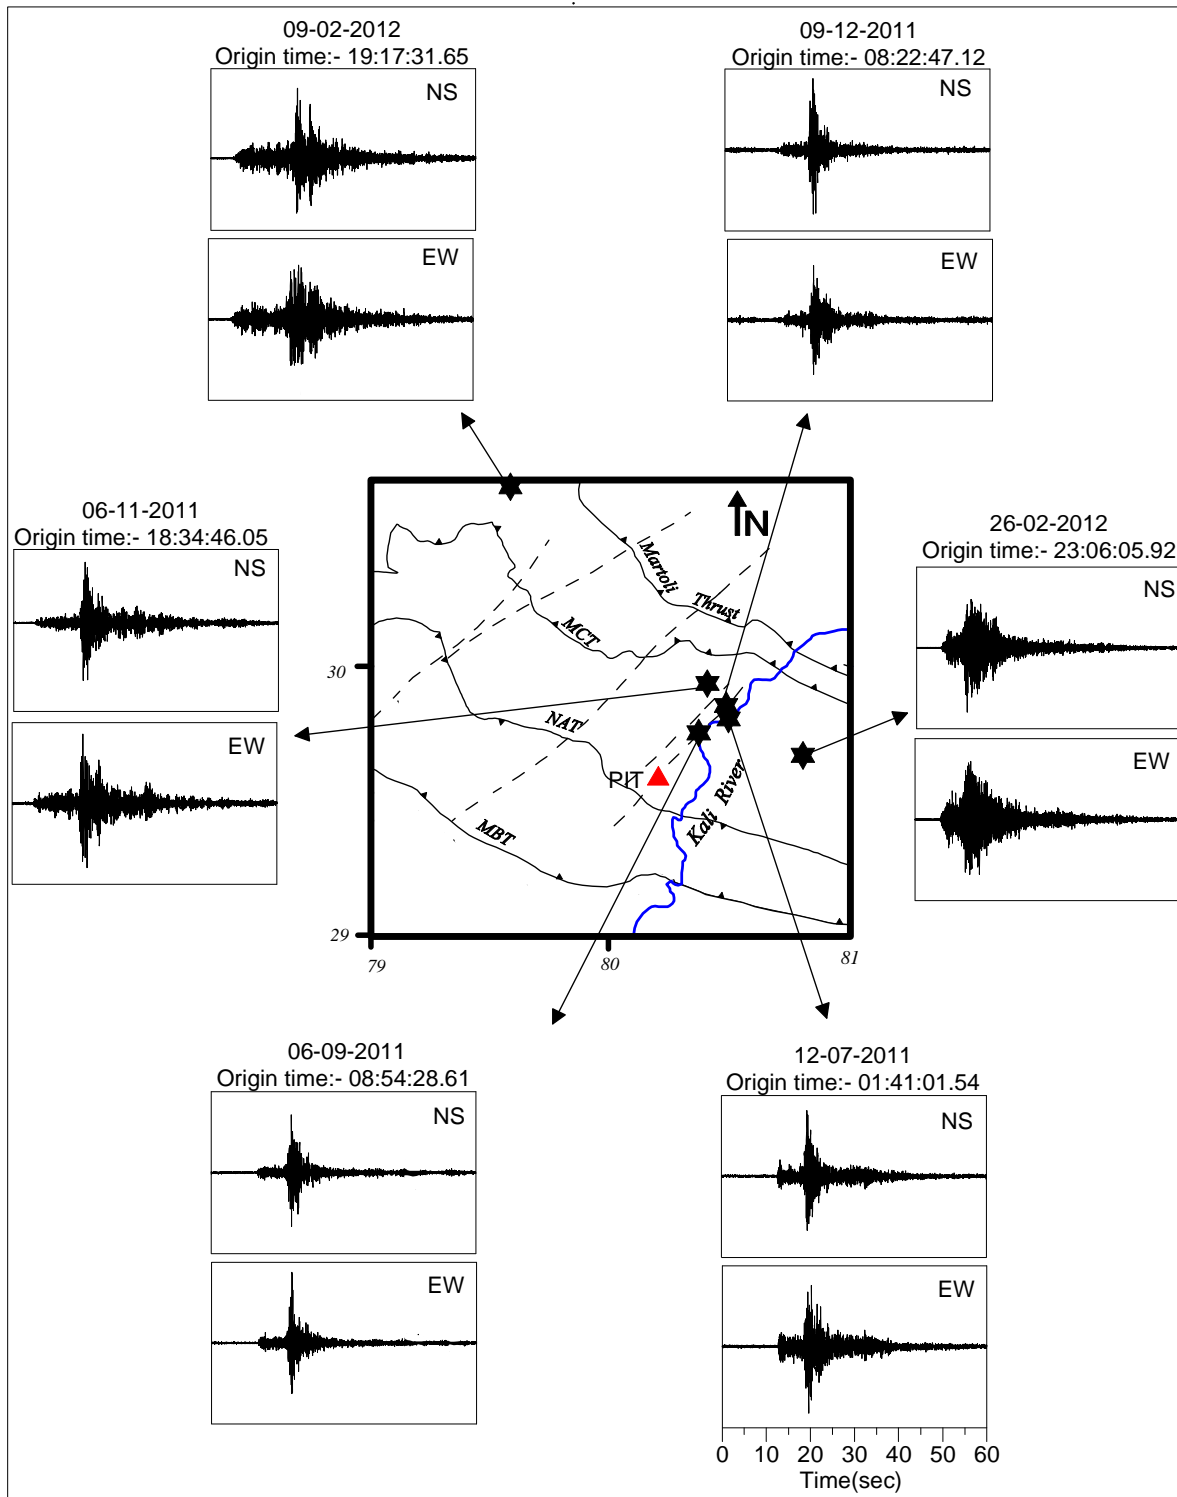 09-02-2012
Origin time:- 19:17:31.65
NS
EW
09-12-2011
Origin time:- 08:22:47.12
NS
EW
06-11-2011
Origin time:- 18:34:46.05
NS
EW
N
Martoli
Thrust
MCT
NAT
PIT
MBT
Kali River
30
29
79
80
81
26-02-2012
Origin time:- 23:06:05.92
NS
EW
06-09-2011
Origin time:- 08:54:28.61
NS
EW
12-07-2011
Origin time:- 01:41:01.54
NS
EW
0 10 20 30 40 50 60
Time(sec)